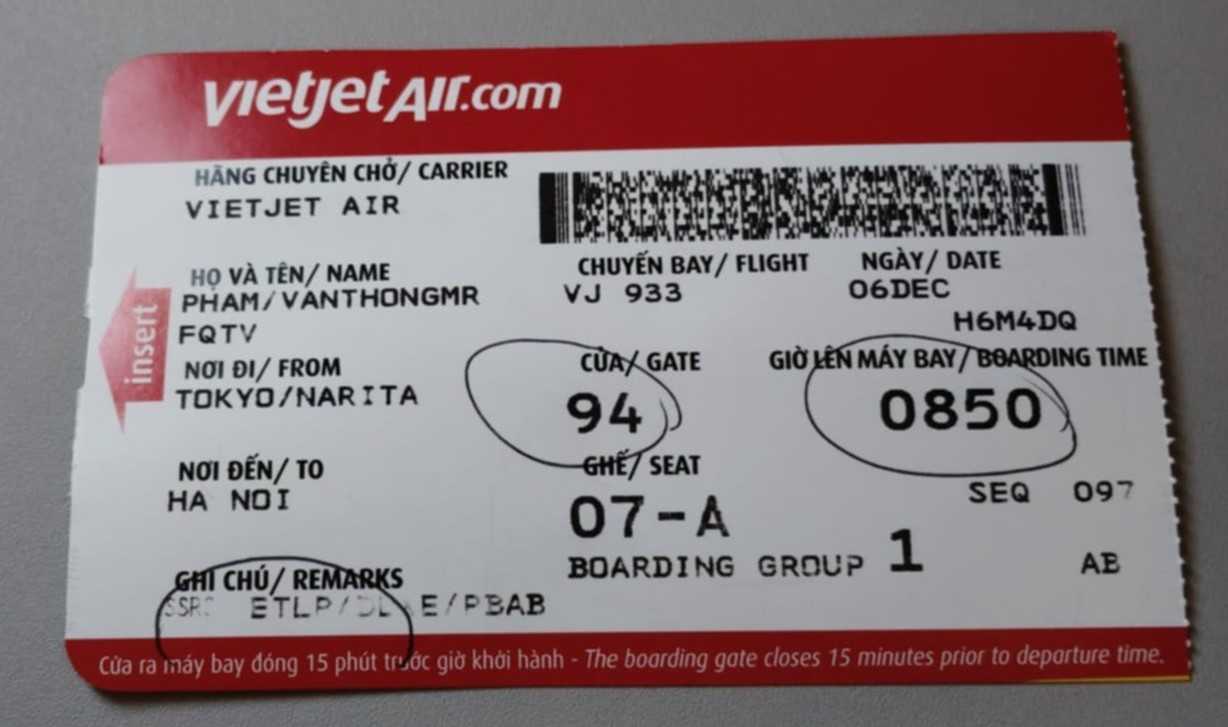 vietjetAir.com
HÃNG CHUYÊN CHỞ/ CARRIER
VIETJET AIR
HỌ VÀ TÊN/ NAME
PHAM/VANTHONGMR
FQTV
CHUYẾN BAY/ FLIGHT
VJ 933
NGÀY/ DATE
06DEC
H6M4DQ
insert
NƠI ĐI/ FROM
TOKYO/NARITA
CỬA/ GATE
94
GIỜ LÊN MÁY BAY/ BOARDING TIME
0850
NƠI ĐẾN/ TO
HA NOI
GHẾ/ SEAT
07-A
SEQ 097
BOARDING GROUP 1
AB
GHI CHÚ/ REMARKS
ETLP/ E/PBAB
Cửa ra máy bay đóng 15 phút trước giờ khởi hành - The boarding gate closes 15 minutes prior to departure time.